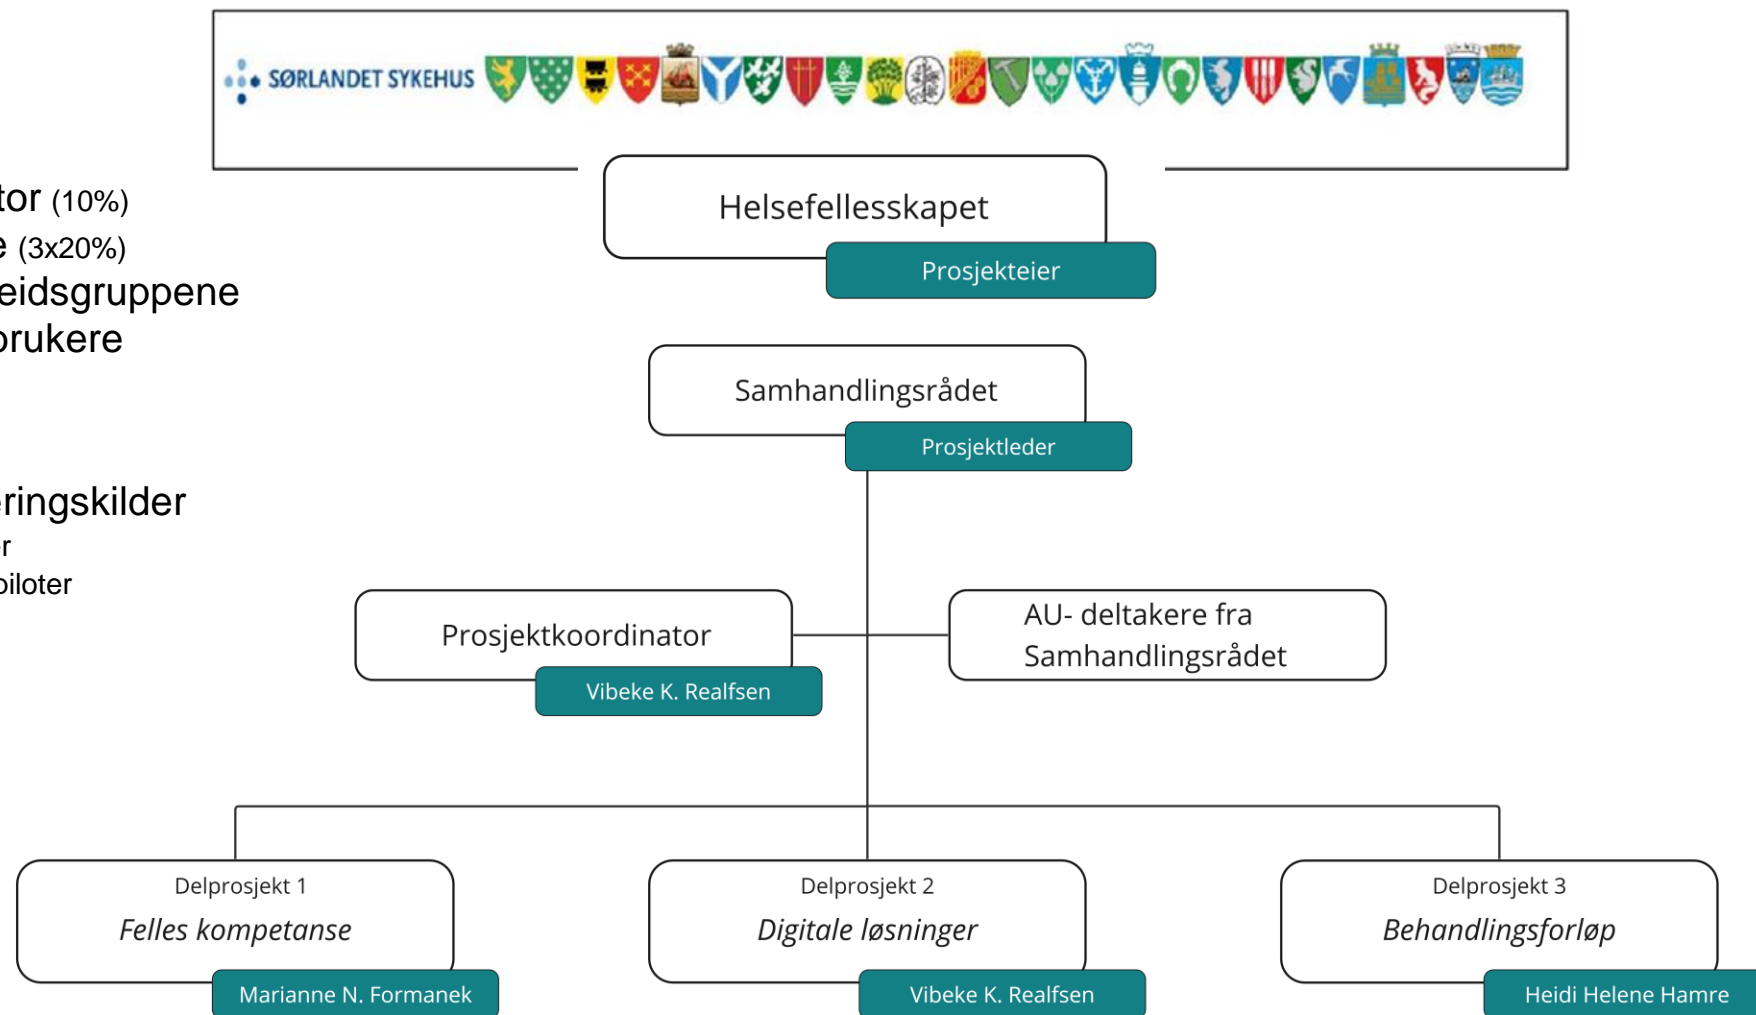 SØRLANDET SYKEHUS
tor (10%)
e (3x20%)
eidsgruppene
brukere
eringskilder
er
piloter
Helsefellesskapet
Prosjekteier
Samhandlingsrådet
Prosjektleder
Prosjektkoordinator
Vibeke K. Realfsen
AU- deltakere fra
Samhandlingsrådet
Delprosjekt 1
Felles kompetanse
Marianne N. Formanek
Delprosjekt 2
Digitale løsninger
Vibeke K. Realfsen
Delprosjekt 3
Behandlingsforløp
Heidi Helene Hamre